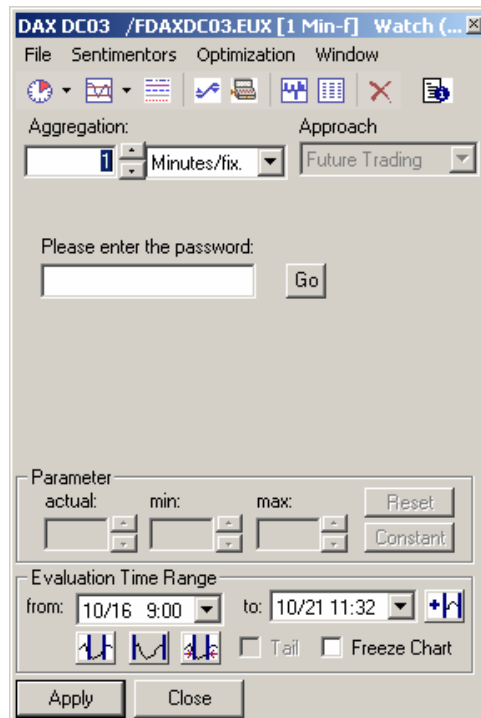 DAX DC03 /FDAXDC03.EUX [1 Min-f] Watch (...
File Sentimentors Optimization Window
Aggregation: Approach
1 Minutes/fix. Future Trading
Please enter the password:
Go
Parameter
actual: min: max: Reset
Constant
Evaluation Time Range
from: 10/16 9:00 to: 10/21 11:32
Tail Freeze Chart
Apply Close